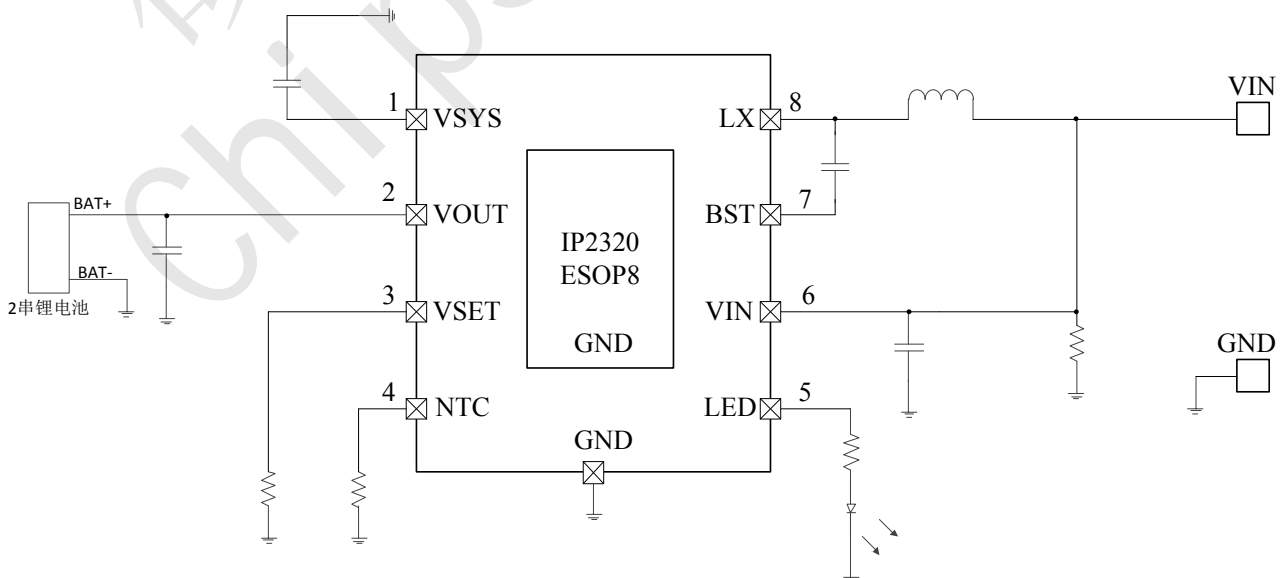 VIN
1
VSYS
LX
8
BAT+
2
VOUT
BST
7
BAT-
2串锂电池
IP2320
ESOP8
GND
3
VSET
VIN
6
GND
4
NTC
LED
5
GND